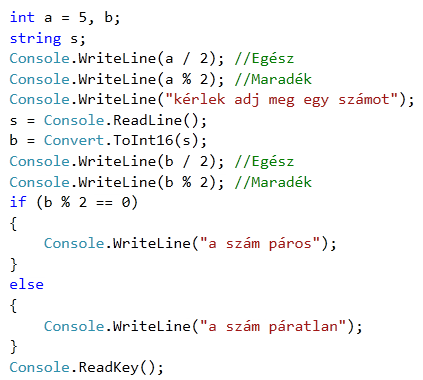 int a = 5, b;
string s;
Console.WriteLine(a / 2); //Egész
Console.WriteLine(a % 2); //Maradék
Console.WriteLine("kérlek adj meg egy számot");
s = Console.ReadLine();
b = Convert.ToInt16(s);
Console.WriteLine(b / 2); //Egész
Console.WriteLine(b % 2); //Maradék
if (b % 2 == 0)
{
    Console.WriteLine("a szám páros");
}
else
{
    Console.WriteLine("a szám páratlan");
}
Console.ReadKey();